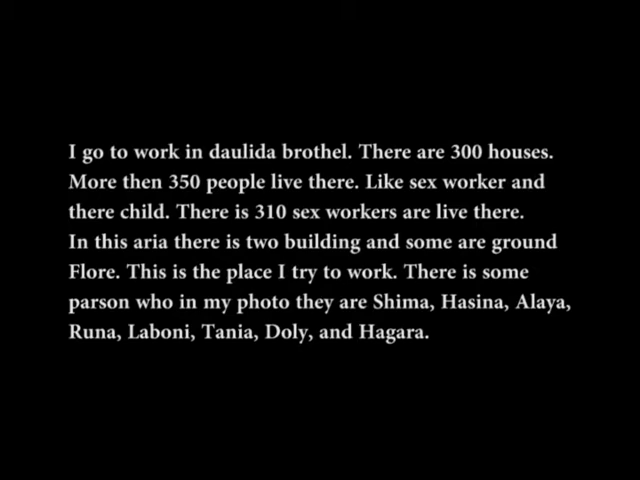 I go to work in daulida brothel. There are 300 houses.
More then 350 people live there. Like sex worker and
there child. There is 310 sex workers are live there.
In this aria there is two building and some are ground
Flore. This is the place I try to work. There is some
parson who in my photo they are Shima, Hasina, Alaya,
Runa, Laboni, Tania, Doly, and Hagara.